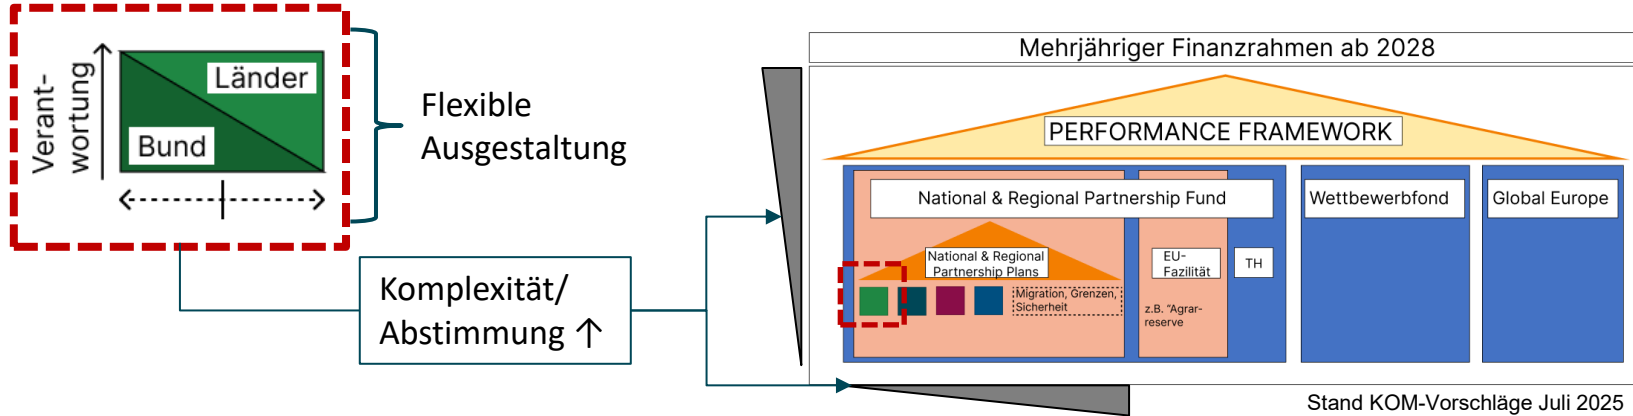 Verant-
wortung
Länder
Bund
Flexible
Ausgestaltung
Komplexität/
Abstimmung ↑
Mehrjähriger Finanzrahmen ab 2028
PERFORMANCE FRAMEWORK
National & Regional Partnership Fund
Wettbewerbfond
Global Europe
National & Regional
Partnership Plans
EU-
Fazilität
TH
Migration, Grenzen,
Sicherheit
z.B. "Agrar-
reserve
Stand KOM-Vorschläge Juli 2025